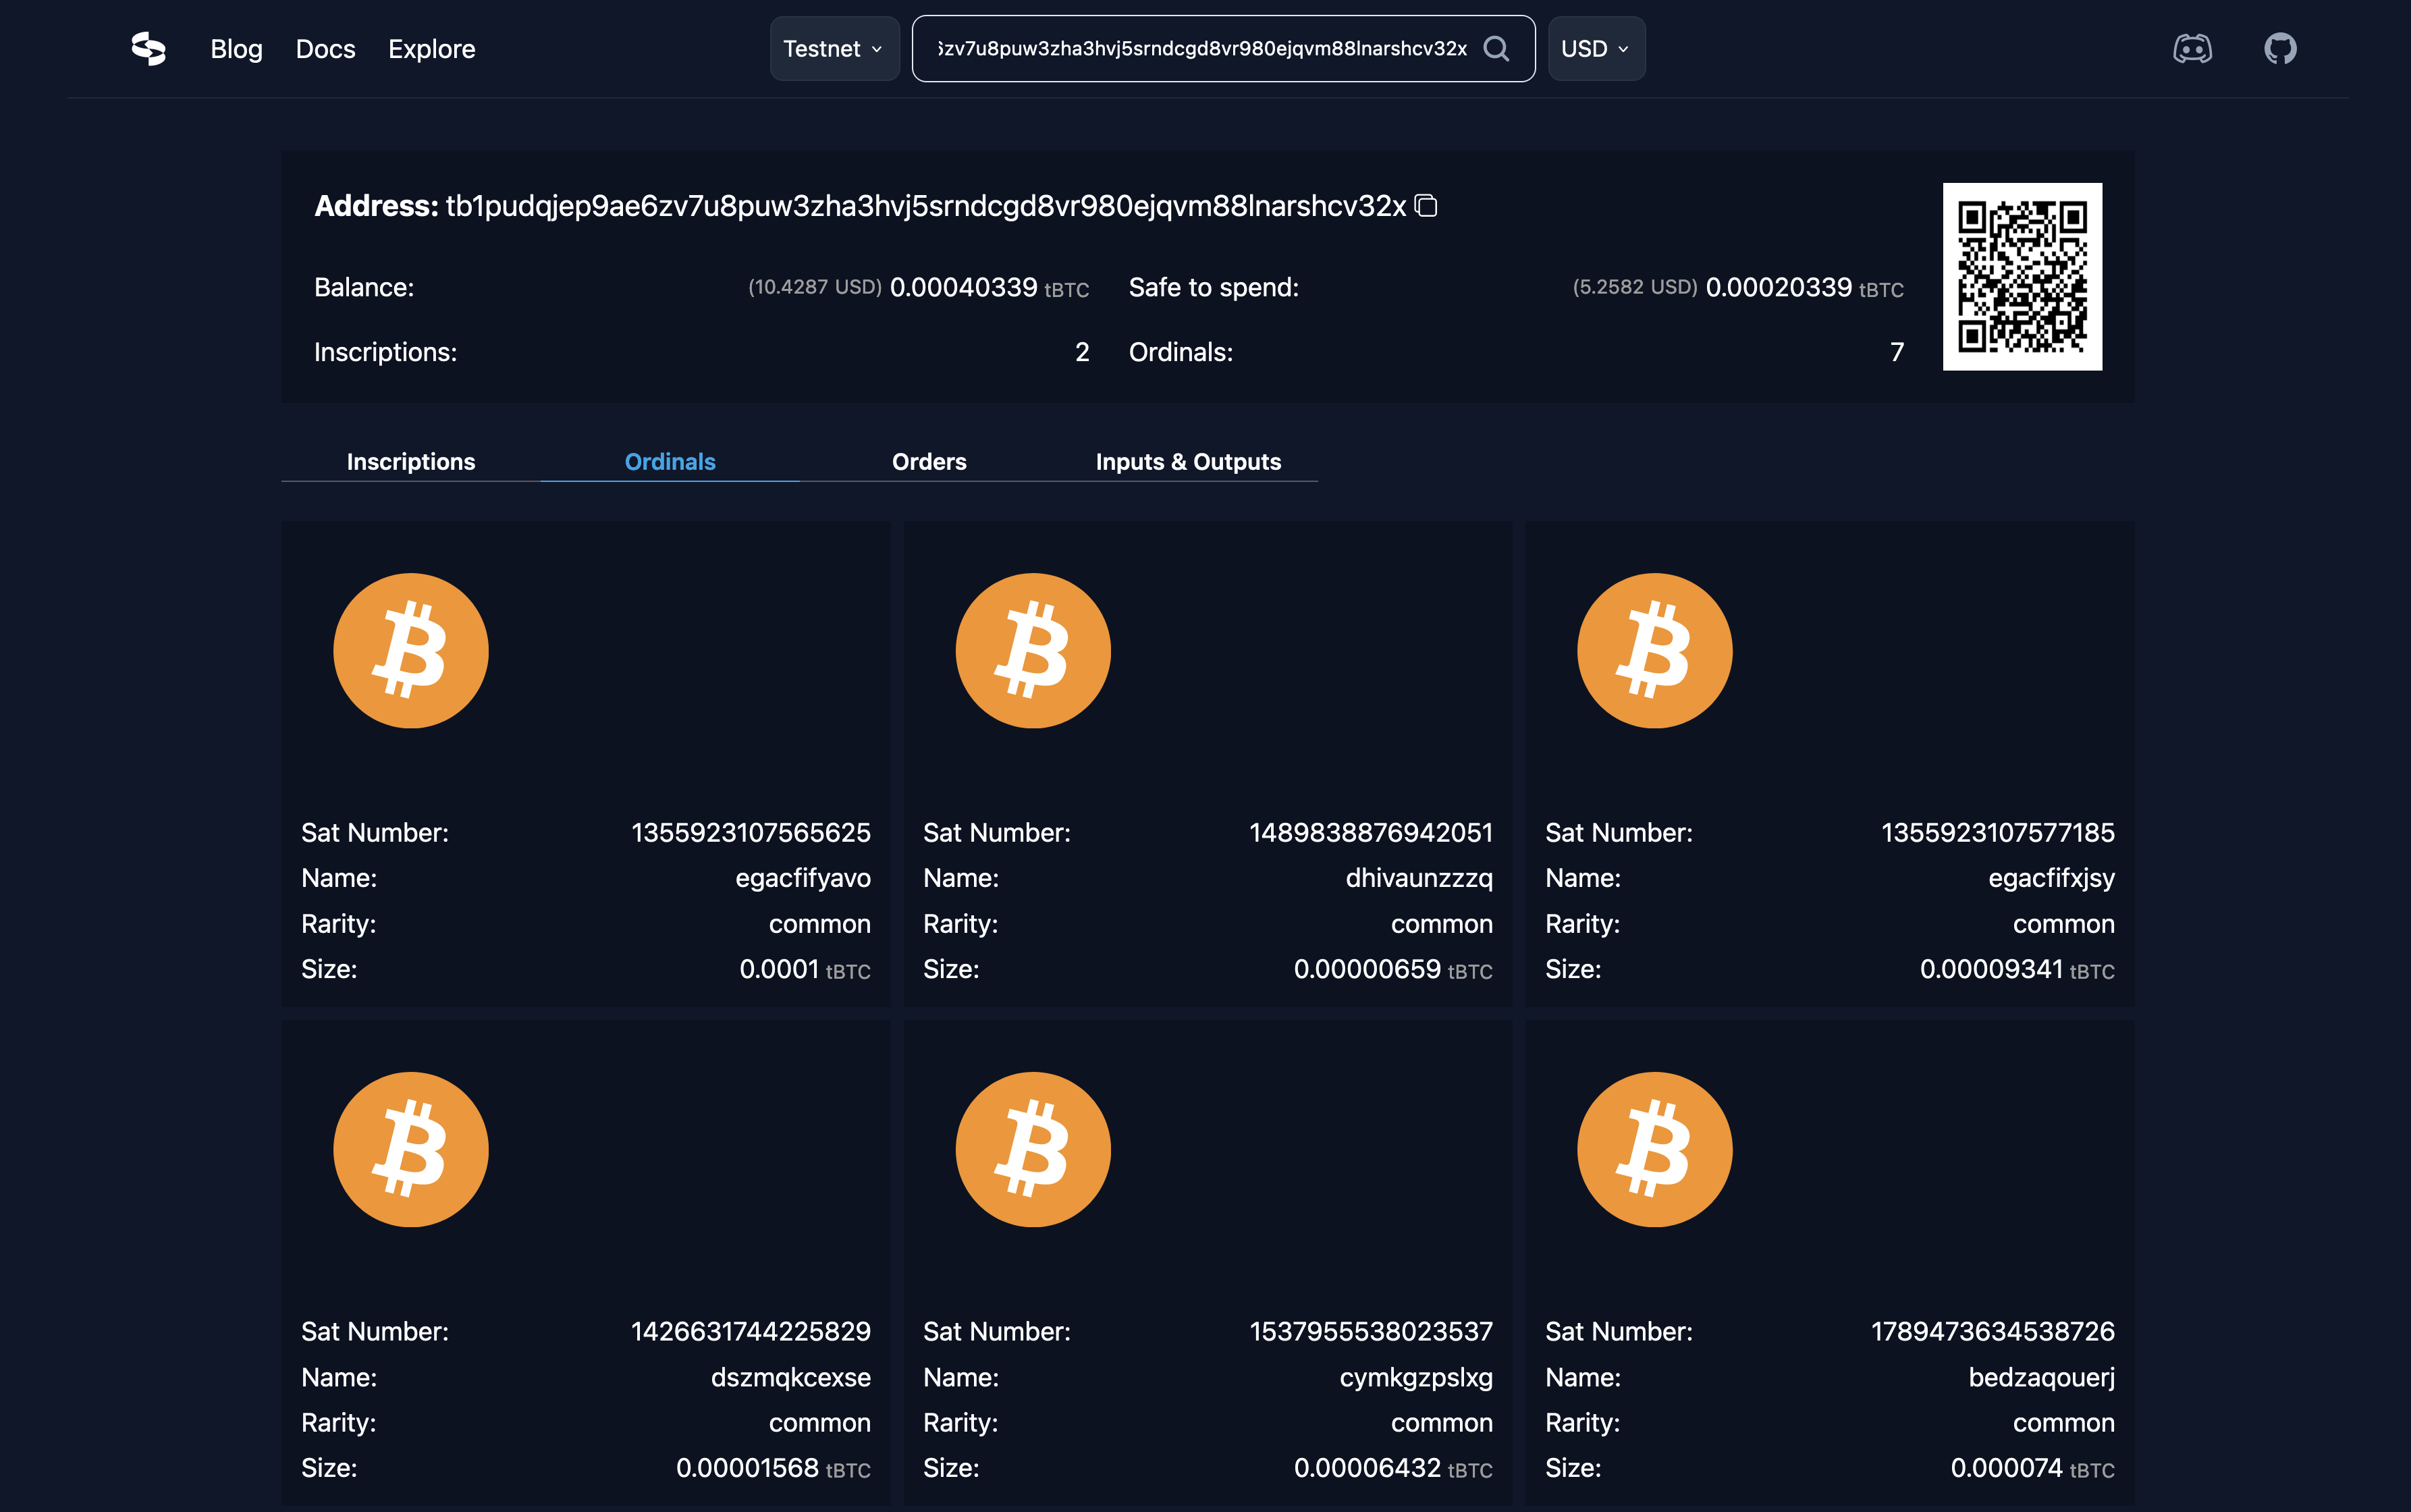 Blog Docs Explore Testnet zv7u8puw3zha3hvj5srndcgd8vr980ejqvm88lnarshcv32x USD
Address: tb1pudqjep9ae6zv7u8puw3zha3hvj5srndcgd8vr980ejqvm88lnarshcv32x
Balance: (10.4287 USD) 0.00040339 tBTC Safe to spend: (5.2582 USD) 0.00020339 tBTC
Inscriptions: 2 Ordinals: 7
Inscriptions Ordinals Orders Inputs & Outputs
Sat Number: 1355923107565625
Name: egacfifyavo
Rarity: common
Size: 0.0001 tBTC
Sat Number: 1489838876942051
Name: dhivaunzzzq
Rarity: common
Size: 0.00000659 tBTC
Sat Number: 1355923107577185
Name: egacfifxjsy
Rarity: common
Size: 0.00009341 tBTC
Sat Number: 1426631744225829
Name: dszmqkcexse
Rarity: common
Size: 0.00001568 tBTC
Sat Number: 1537955538023537
Name: cymkgzpslxg
Rarity: common
Size: 0.00006432 tBTC
Sat Number: 1789473634538726
Name: bedzaqouerj
Rarity: common
Size: 0.000074 tBTC